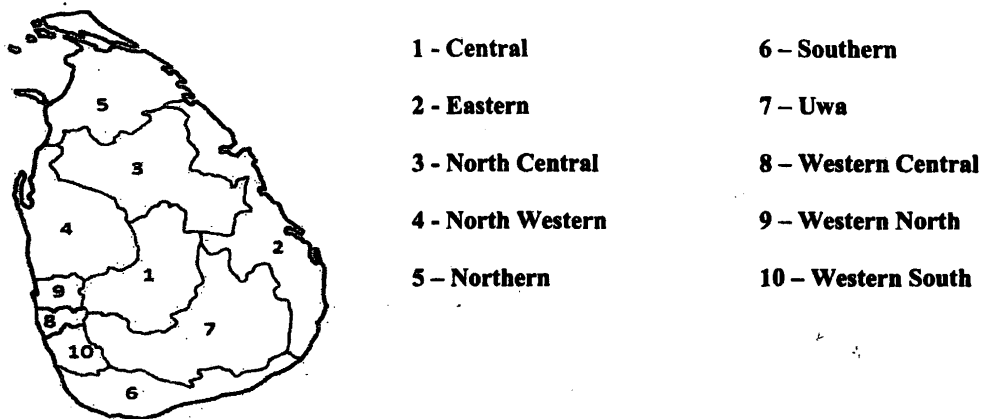 1 - Central
2 - Eastern
3 - North Central
4 - North Western
5 – Northern
6 – Southern
7 – Uwa
8 – Western Central
9 – Western North
10 – Western South
5
3
4
2
1
9
8
7
10
6